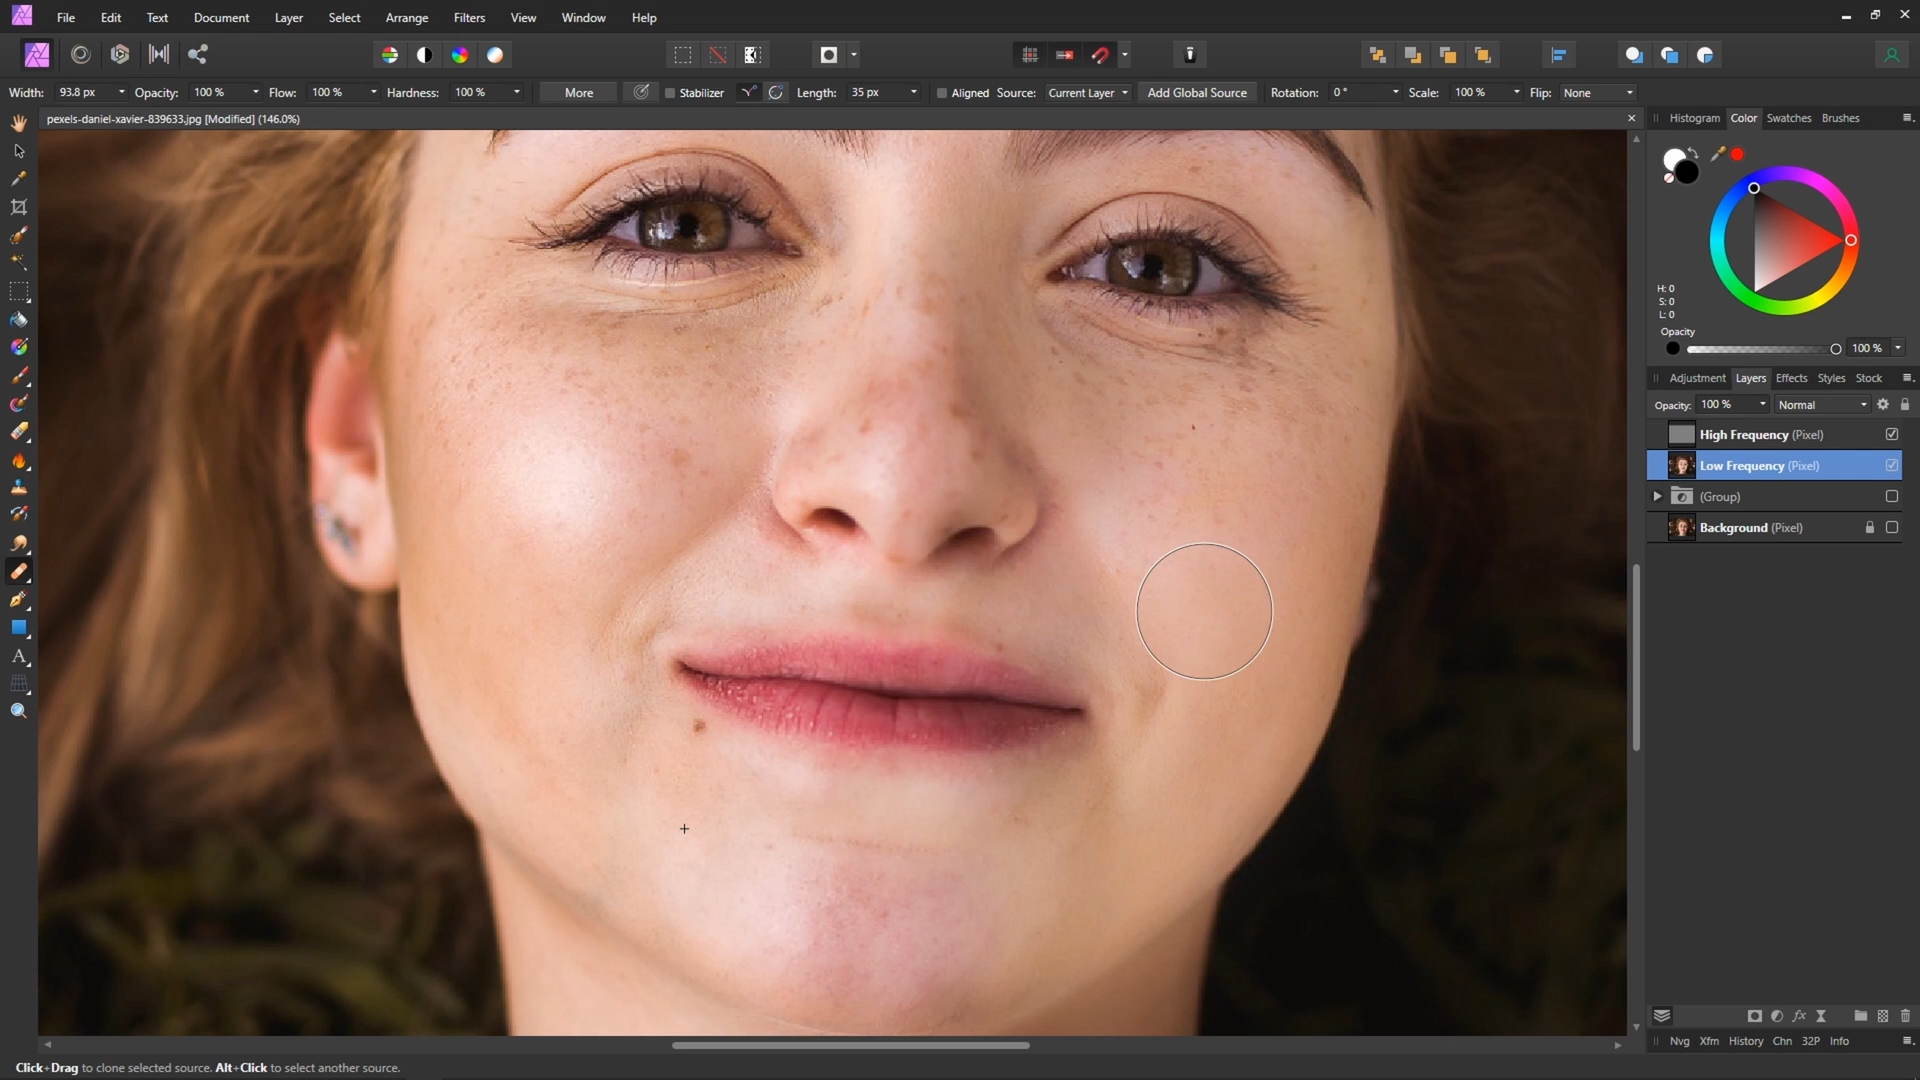 File Edit Text Document Layer Select Arrange Filters View Window Help
Width: 93.8 px Opacity: 100 % Flow: 100 % Hardness: 100 % More Stabilizer Length: 35 px Aligned Source: Current Layer Add Global Source Rotation: 0 ° Scale: 100 % Flip: None
pexels-daniel-xavier-839633.jpg [Modified] (146.0%)
Histogram Color Swatches Brushes
H: 0
S: 0
L: 0
Opacity
100 %
Adjustment Layers Effects Styles Stock
Opacity: 100 % Normal
High Frequency (Pixel)
Low Frequency (Pixel)
(Group)
Background (Pixel)
fx
Nvg Xfm History Chn 32P Info
Click+Drag to clone selected source. Alt+Click to select another source.